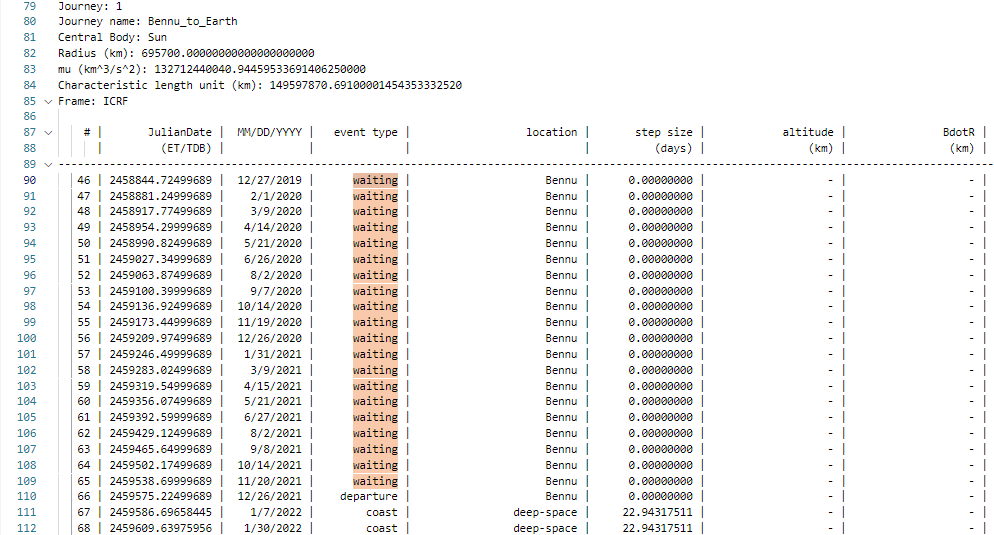 79 Journey: 1
80 Journey name: Bennu_to_Earth
81 Central Body: Sun
82 Radius (km): 695700.00000000000000000000
83 mu (km^3/s^2): 132712440040.94459533691406250000
84 Characteristic length unit (km): 149597870.69100001454353332520
85 Frame: ICRF
86
87 # | JulianDate | MM/DD/YYYY | event type | location | step size | altitude | BdotR |
88 | (ET/TDB) | | | | (days) | (km) | (km) |
89 --------------------------------------------------------------------------------
90 46 | 2458844.72499689 | 12/27/2019 | waiting | Bennu | 0.00000000 | - | - |
91 47 | 2458881.24999689 | 2/1/2020 | waiting | Bennu | 0.00000000 | - | - |
92 48 | 2458917.77499689 | 3/9/2020 | waiting | Bennu | 0.00000000 | - | - |
93 49 | 2458954.29999689 | 4/14/2020 | waiting | Bennu | 0.00000000 | - | - |
94 50 | 2458990.82499689 | 5/21/2020 | waiting | Bennu | 0.00000000 | - | - |
95 51 | 2459027.34999689 | 6/26/2020 | waiting | Bennu | 0.00000000 | - | - |
96 52 | 2459063.87499689 | 8/2/2020 | waiting | Bennu | 0.00000000 | - | - |
97 53 | 2459100.39999689 | 9/7/2020 | waiting | Bennu | 0.00000000 | - | - |
98 54 | 2459136.92499689 | 10/14/2020 | waiting | Bennu | 0.00000000 | - | - |
99 55 | 2459173.44999689 | 11/19/2020 | waiting | Bennu | 0.00000000 | - | - |
100 56 | 2459209.97499689 | 12/26/2020 | waiting | Bennu | 0.00000000 | - | - |
101 57 | 2459246.49999689 | 1/31/2021 | waiting | Bennu | 0.00000000 | - | - |
102 58 | 2459283.02499689 | 3/9/2021 | waiting | Bennu | 0.00000000 | - | - |
103 59 | 2459319.54999689 | 4/15/2021 | waiting | Bennu | 0.00000000 | - | - |
104 60 | 2459356.07499689 | 5/21/2021 | waiting | Bennu | 0.00000000 | - | - |
105 61 | 2459392.59999689 | 6/27/2021 | waiting | Bennu | 0.00000000 | - | - |
106 62 | 2459429.12499689 | 8/2/2021 | waiting | Bennu | 0.00000000 | - | - |
107 63 | 2459465.64999689 | 9/8/2021 | waiting | Bennu | 0.00000000 | - | - |
108 64 | 2459502.17499689 | 10/14/2021 | waiting | Bennu | 0.00000000 | - | - |
109 65 | 2459538.69999689 | 11/20/2021 | waiting | Bennu | 0.00000000 | - | - |
110 66 | 2459575.22499689 | 12/26/2021 | departure | Bennu | 0.00000000 | - | - |
111 67 | 2459586.69658445 | 1/7/2022 | coast | deep-space | 22.94317511 | - | - |
112 68 | 2459609.63975956 | 1/30/2022 | coast | deep-space | 22.94317511 | - | - |